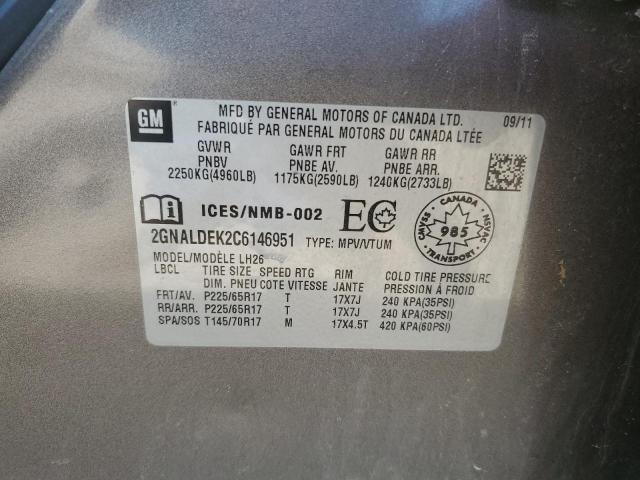 GM
MFD BY GENERAL MOTORS OF CANADA LTD. 09/11
FABRIQUÉ PAR GENERAL MOTORS DU CANADA LTÉE
GVWR GAWR FRT GAWR RR
PNBV PNBE AV. PNBE ARR.
2250KG(4960LB) 1175KG(2590LB) 1240KG(2733LB)
i ICES/NMB-002 EC
CANADA
CMVSS 985 NSVAC
TRANSPORT
2GNALDEK2C6146951 TYPE: MPV/VTUM
MODEL/MODÈLE LH26
LBCL TIRE SIZE SPEED RTG RIM COLD TIRE PRESSURE
DIM. PNEU COTE VITESSE JANTE PRESSION À FROID
FRT/AV. P225/65R17 T 17X7J 240 KPA(35PSI)
RR/ARR. P225/65R17 T 17X7J 240 KPA(35PSI)
SPA/SOS T145/70R17 M 17X4.5T 420 KPA(60PSI)